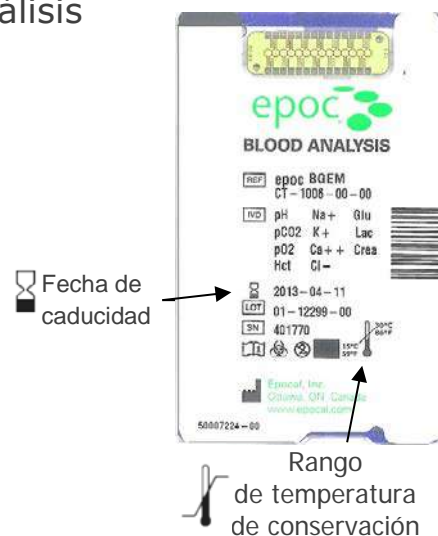 álisis
epoc
BLOOD ANALYSIS
REF epoc BGEM
CT-1006-00-00
IVD pH Na+ Glu
pCO2 K+ Lac
pO2 Ca++ Crea
Hct Cl-
Fecha de
caducidad
2013-04-11
LOT 01-12299-00
SN 401770
30°C
86°F
15°C
59°F
Epocal, Inc.
Ottawa, ON Canada
www.epocal.com
50007224-00
Rango
de temperatura
de conservación